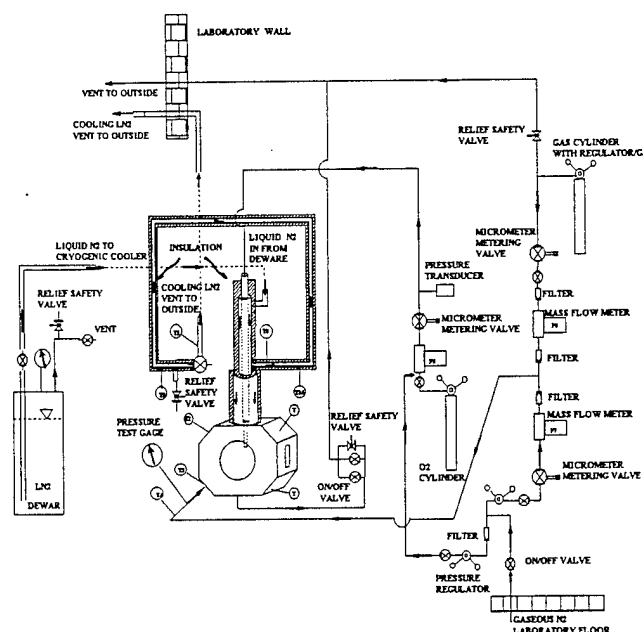 LABORATORY WALL
VENT TO OUTSIDE
COOLING LN2
VENT TO OUTSIDE
RELIEF SAFETY
VALVE
GAS CYLINDER
WITH REGULATOR/G
LIQUID N2 TO
CRYOGENIC COOLER
INSULATION
LIQUID N2
IN FROM
DEWARE
COOLING LN2
VENT TO
OUTSIDE
MICROMETER
METERING VALVE
PRESSURE
TRANSDUCER
FILTER
RELIEF SAFETY
VALVE
VENT
MICROMETER
METERING VALVE
MASS FLOW METER
FILTER
RELIEF
SAFETY
VALVE
FILTER
MASS FLOW METER
PRESSURE
TEST GAGE
RELIEF SAFETY
VALVE
LN2
DEWAR
ON/OFF
VALVE
O2
CYLINDER
MICROMETER
METERING VALVE
FILTER
PRESSURE
REGULATOR
ON/OFF VALVE
GASEOUS N2
LABORATORY FLOOR